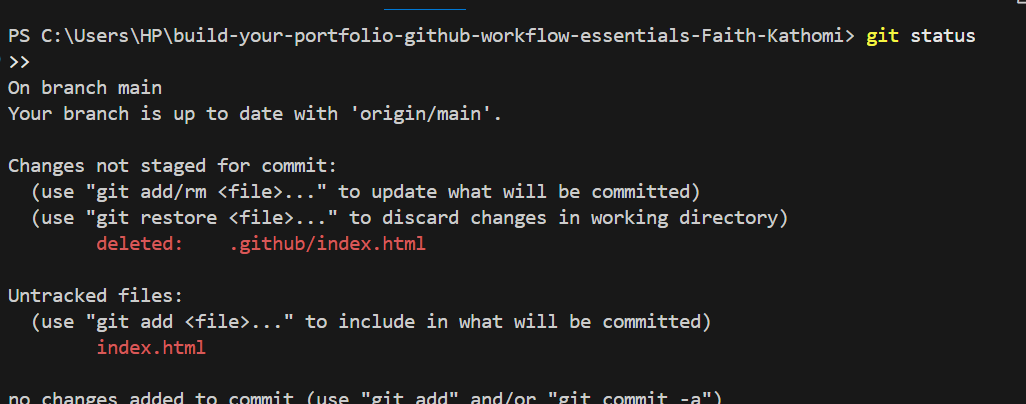 PS C:\Users\HP\build-your-portfolio-github-workflow-essentials-Faith-Kathomi> git status
>>
On branch main
Your branch is up to date with 'origin/main'.
Changes not staged for commit:
  (use "git add/rm <file>..." to update what will be committed)
  (use "git restore <file>..." to discard changes in working directory)
        deleted:    .github/index.html
Untracked files:
  (use "git add <file>..." to include in what will be committed)
        index.html
no changes added to commit (use "git add" and/or "git commit -a")